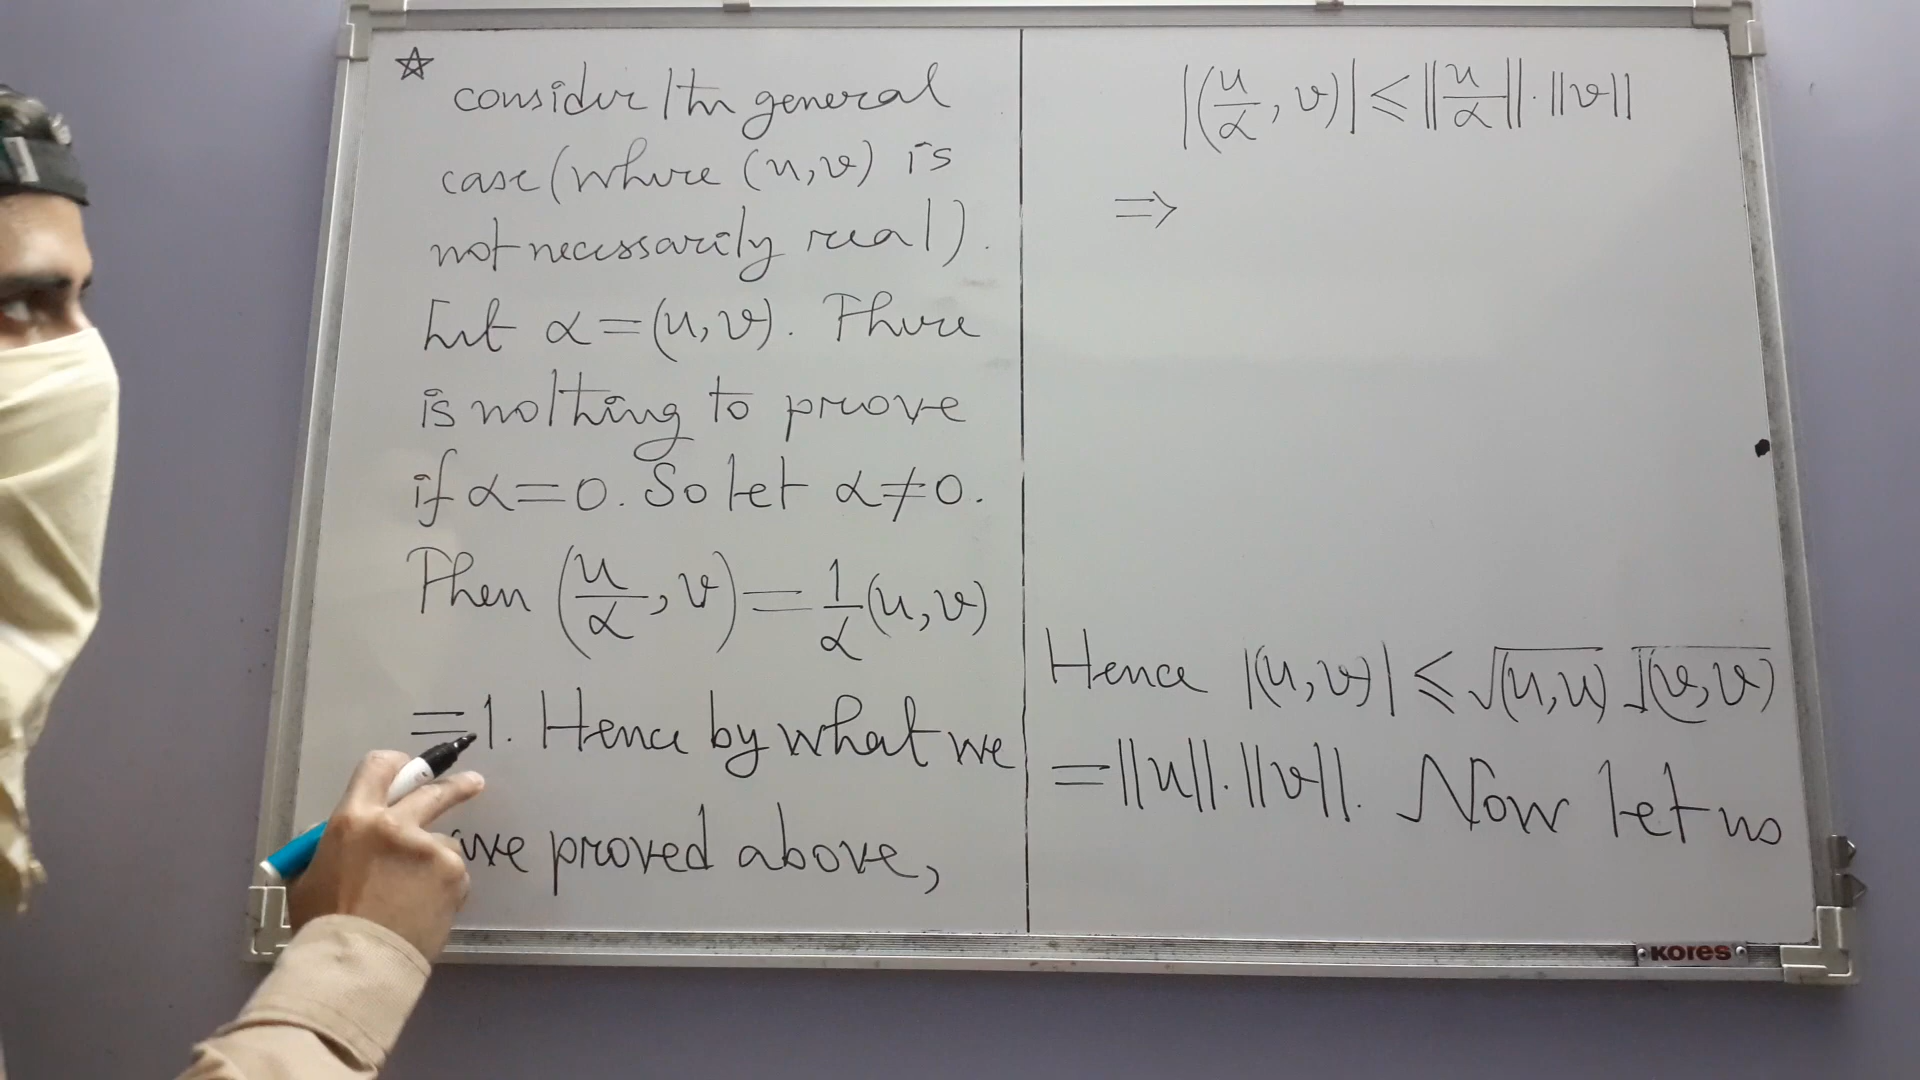 ☆ consider the general
case (where (u,v) is
not necessarily real).
Let α = (u,v). There
is nothing to prove
if α = 0. So let α ≠ 0.
Then (u/α, v) = 1/α (u,v)
= 1. Hence by what we
we proved above,
|(u/α, v)| ≤ ||u/α|| · ||v||
⇒
Hence |(u,v)| ≤ √(u,u) √(v,v)
= ||u|| · ||v||. Now let us
KORES